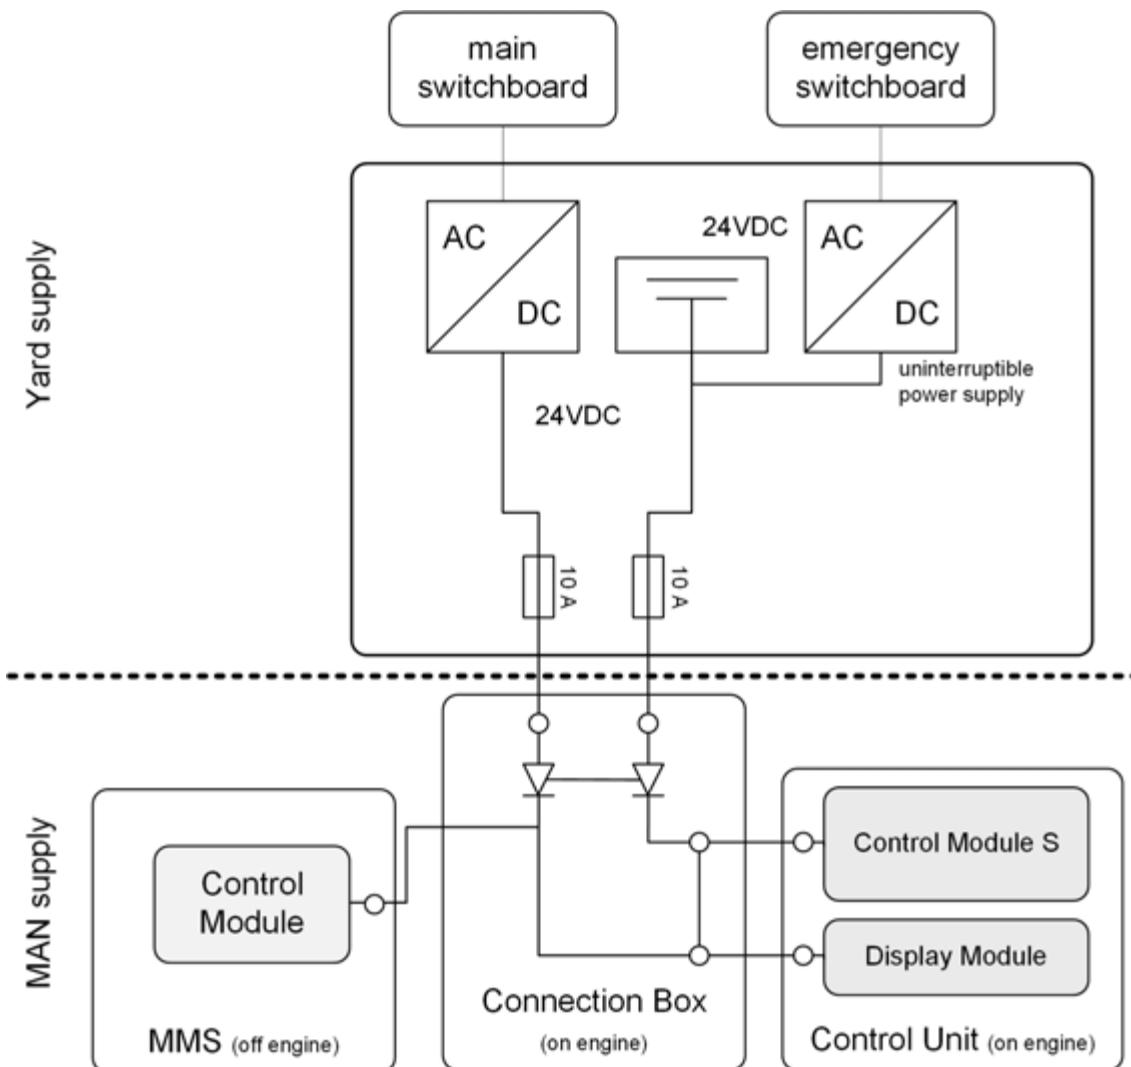 main
switchboard
emergency
switchboard
Yard supply
AC
DC
24VDC
AC
DC
uninterruptible
power supply
24VDC
10 A
10 A
MAN supply
Control
Module
MMS (off engine)
Connection Box
(on engine)
Control Module S
Display Module
Control Unit (on engine)